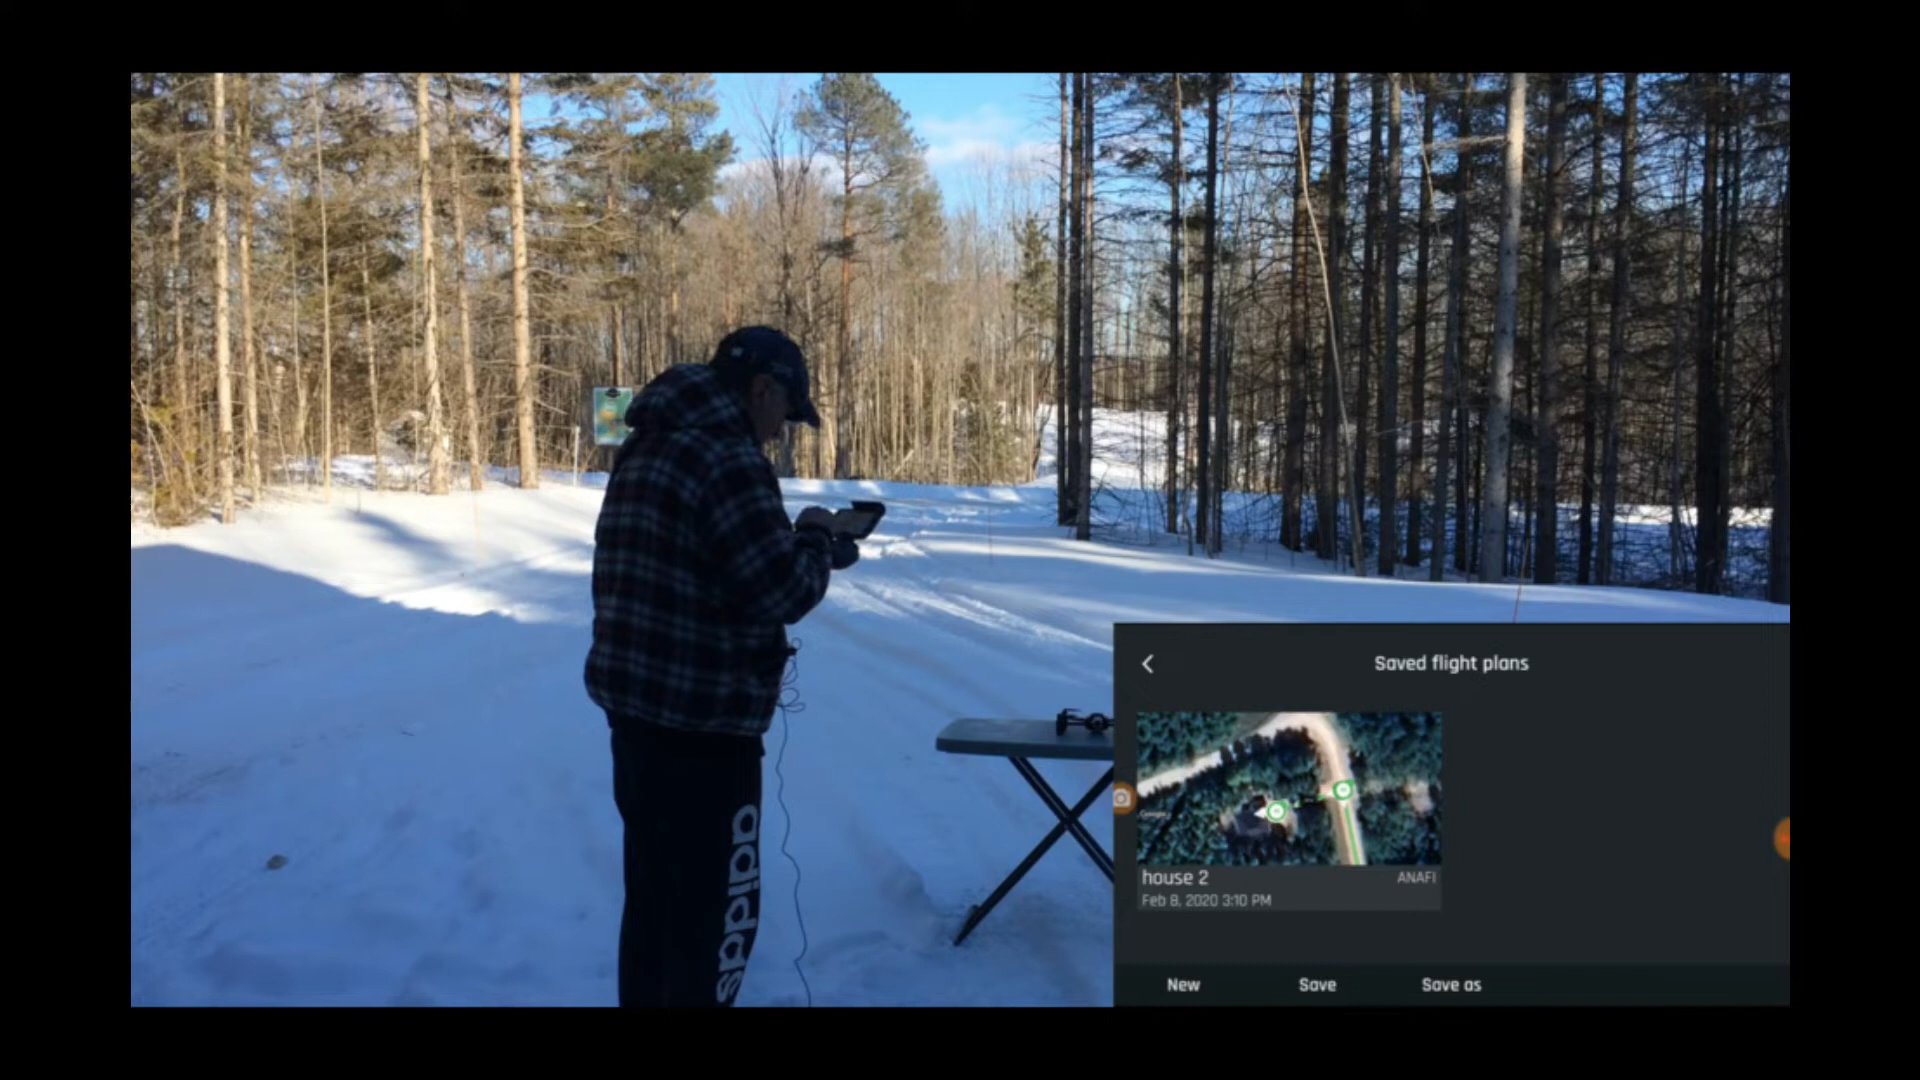 adidas
Saved flight plans
house 2
ANAFI
Feb 8, 2020 3:10 PM
New
Save
Save as